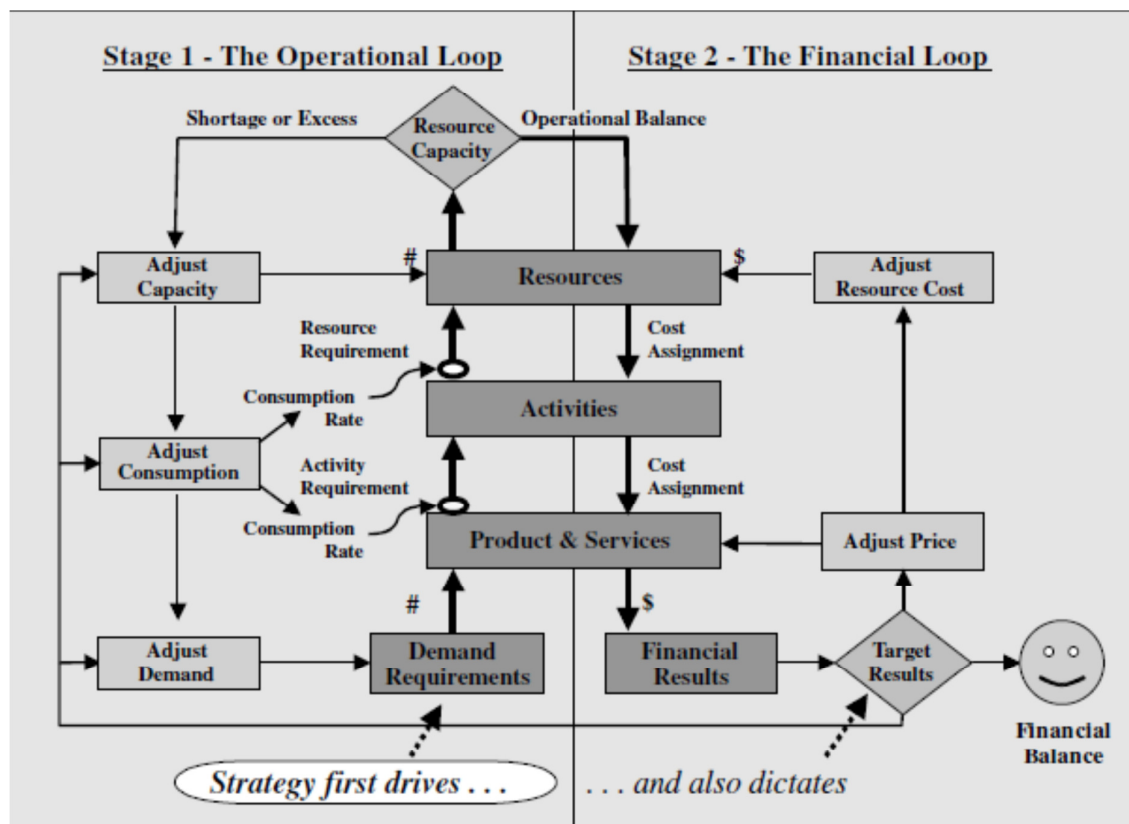 Stage 1 - The Operational Loop
Stage 2 - The Financial Loop
Shortage or Excess
Resource
Capacity
Operational Balance
Adjust
Capacity
#
Resources
$
Adjust
Resource Cost
Resource
Requirement
Cost
Assignment
Consumption
Rate
Activities
Adjust
Consumption
Activity
Requirement
Cost
Assignment
Consumption
Rate
Product & Services
Adjust Price
#
$
Adjust
Demand
Demand
Requirements
Financial
Results
Target
Results
Financial
Balance
Strategy first drives . . .
. . . and also dictates